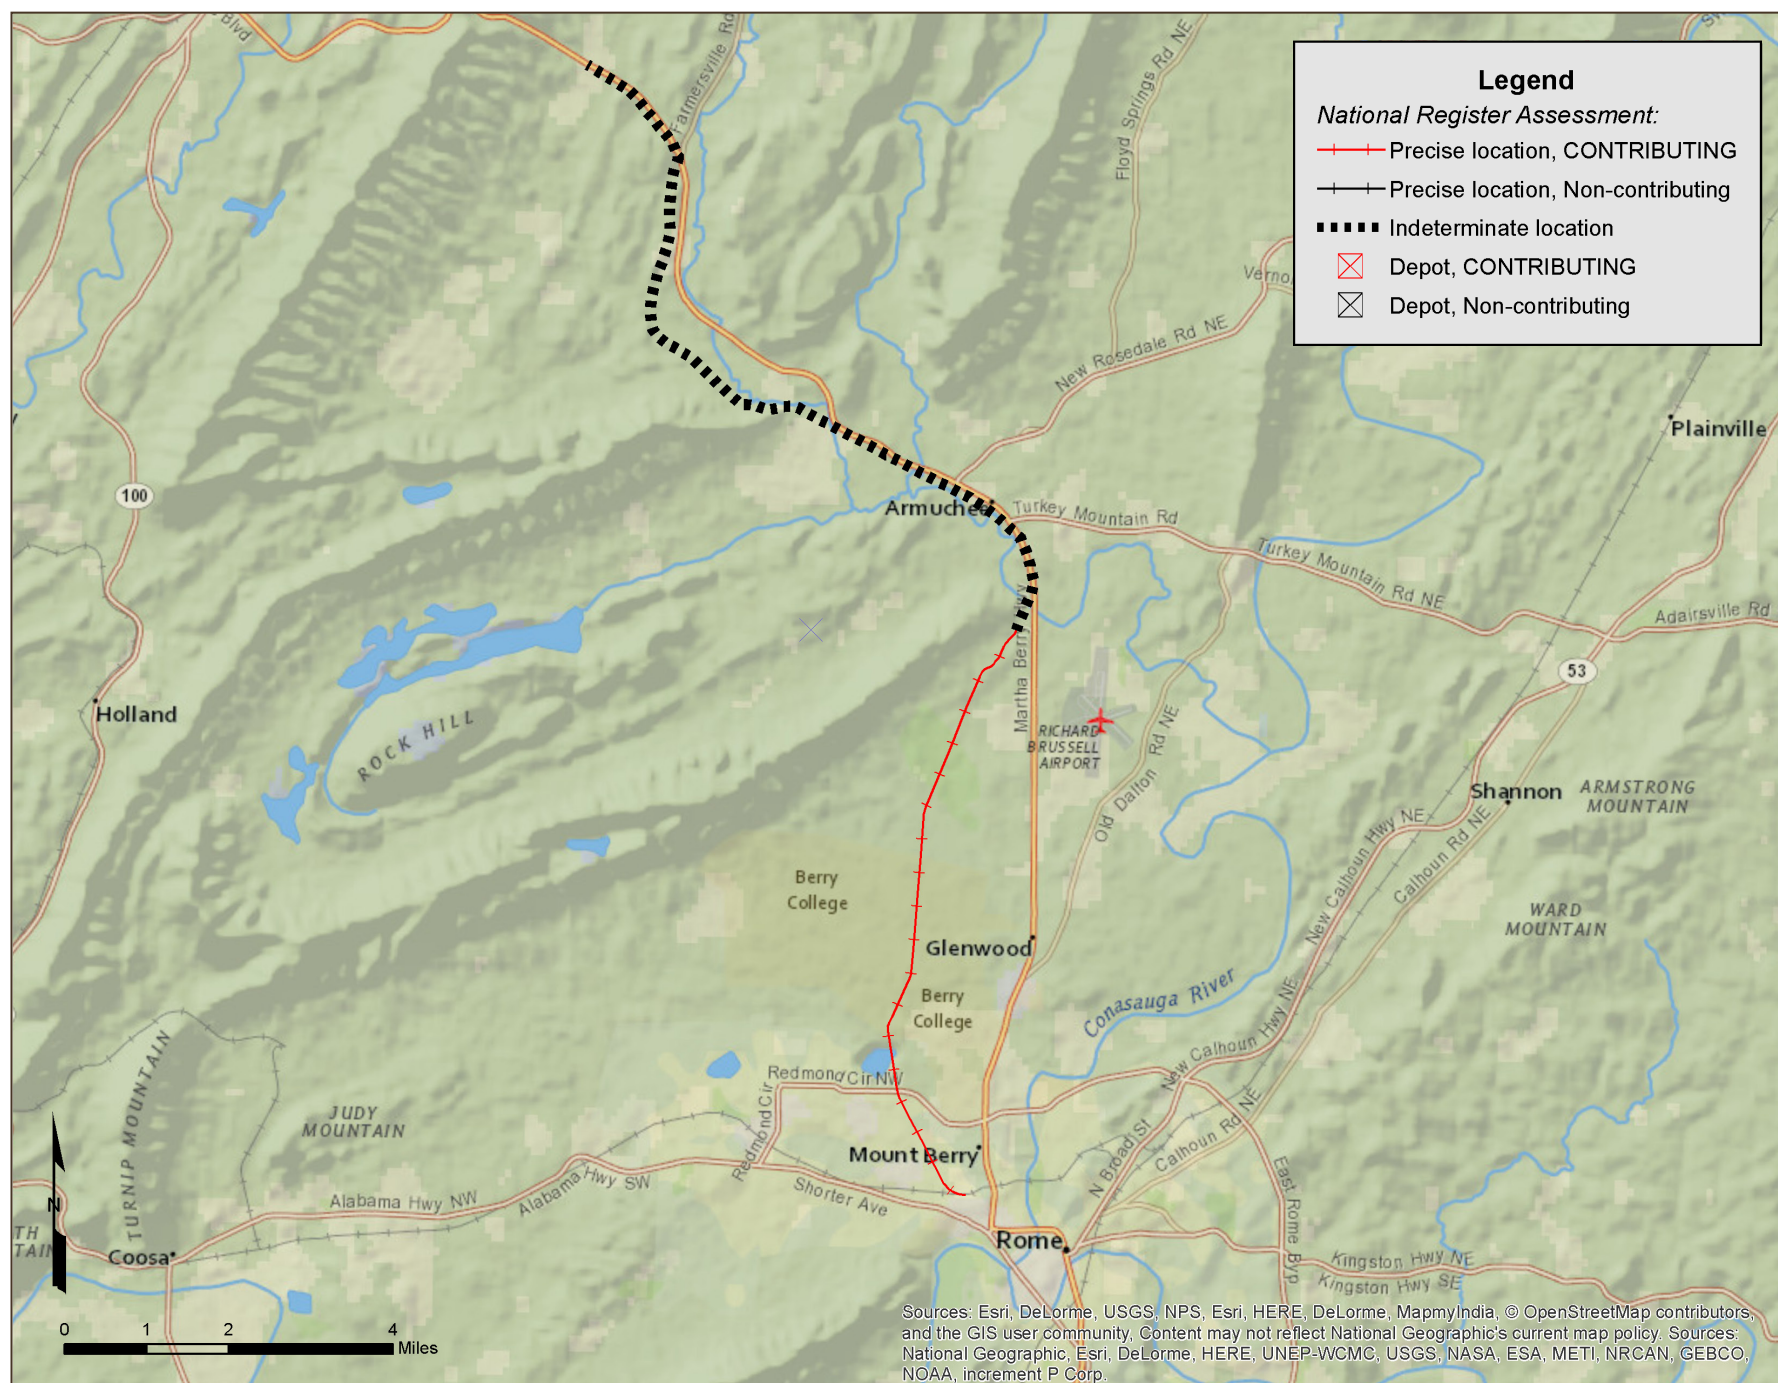 Blvd
Farmersville Rd
Floyd Springs Rd NE
Legend
National Register Assessment:
Precise location, CONTRIBUTING
Precise location, Non-contributing
Indeterminate location
Depot, CONTRIBUTING
Depot, Non-contributing
New Rosedale Rd NE
Plainville
100
Armuchee
Turkey Mountain Rd
Turkey Mountain Rd NE
Adairsville Rd
53
Holland
ROCK HILL
Martha Berry Hwy
RICHARD
BRUSSELL
AIRPORT
Old Dalton Rd NE
Shannon
ARMSTRONG
MOUNTAIN
New Calhoun Hwy NE
Calhoun Rd NE
Berry
College
WARD
MOUNTAIN
Glenwood
Berry
College
Conasauga River
New Calhoun Hwy NE
TURNIP MOUNTAIN
JUDY
MOUNTAIN
Redmond Cir NW
Redmond Cir
Mount Berry
N Broad St
Calhoun Rd NE
East Rome Byp
Alabama Hwy NW
Alabama Hwy SW
Shorter Ave
N
TH
TAIN
Coosa
Rome
Kingston Hwy NE
Kingston Hwy SE
0 1 2 4
Miles
Sources: Esri, DeLorme, USGS, NPS, Esri, HERE, DeLorme, MapmyIndia, © OpenStreetMap contributors,
and the GIS user community, Content may not reflect National Geographic's current map policy. Sources:
National Geographic, Esri, DeLorme, HERE, UNEP-WCMC, USGS, NASA, ESA, METI, NRCAN, GEBCO,
NOAA, increment P Corp.